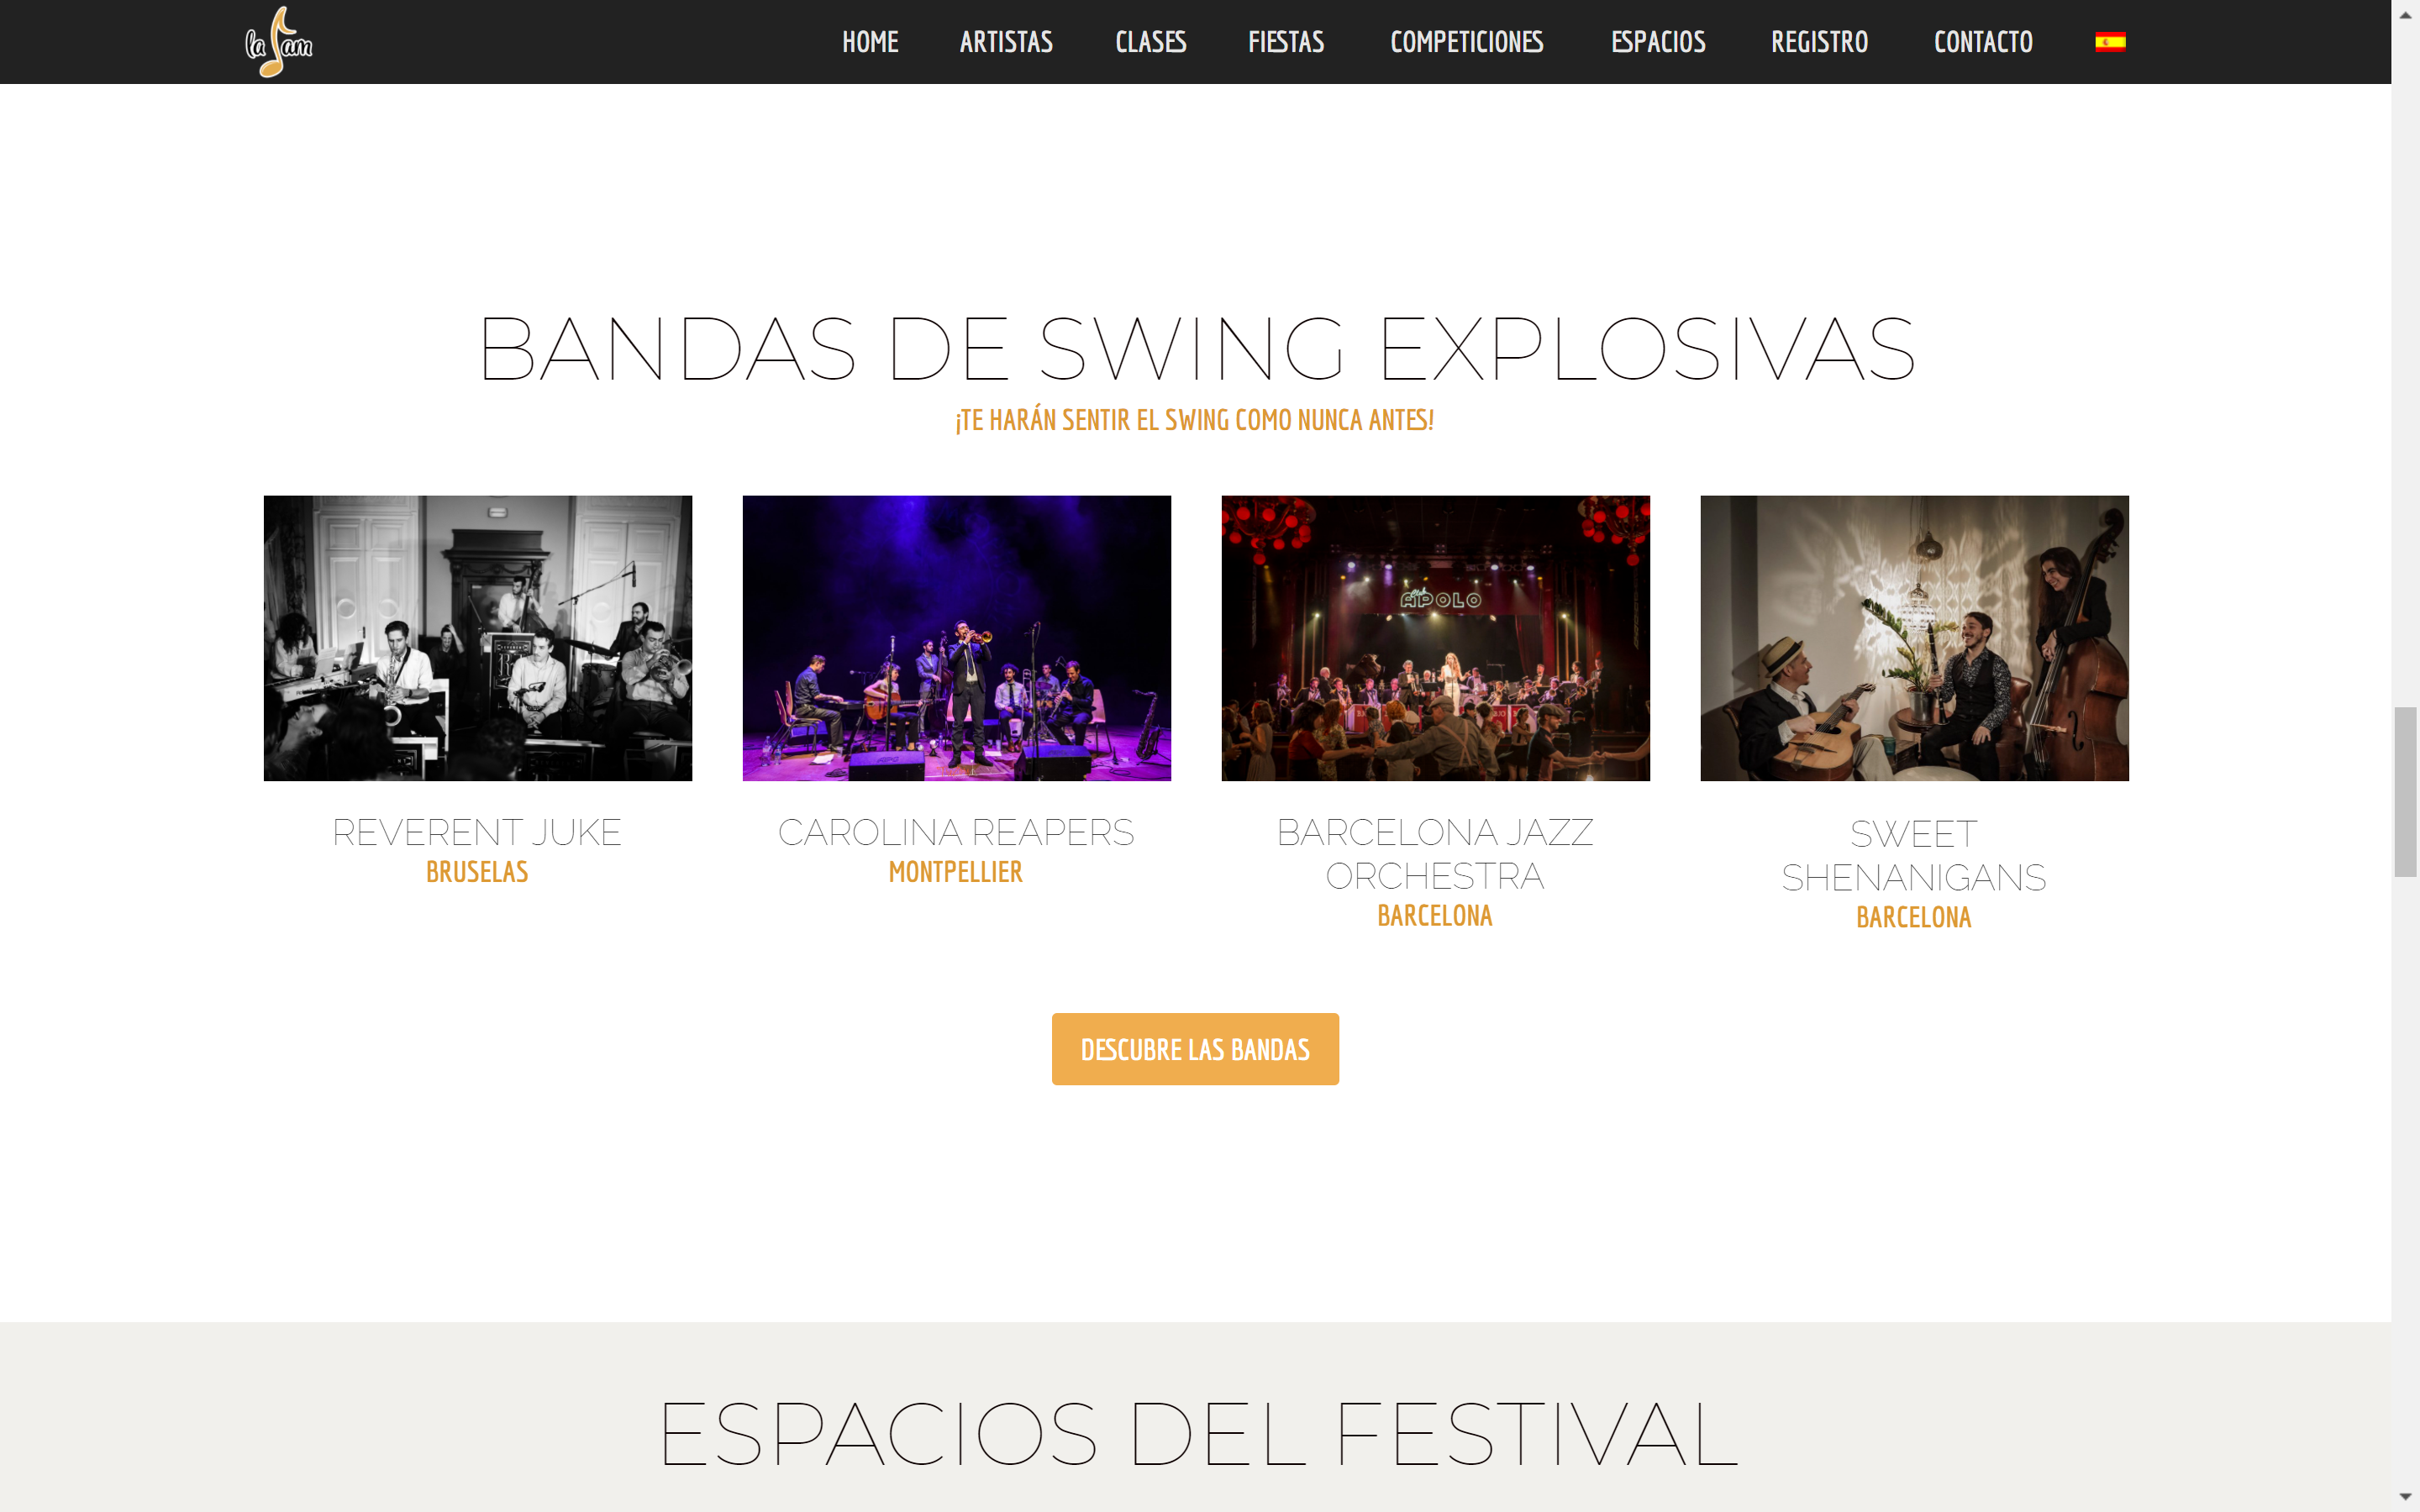 la Jam
HOME ARTISTAS CLASES FIESTAS COMPETICIONES ESPACIOS REGISTRO CONTACTO
BANDAS DE SWING EXPLOSIVAS
¡TE HARÁN SENTIR EL SWING COMO NUNCA ANTES!
Club
APOLO
REVERENT JUKE
BRUSELAS
CAROLINA REAPERS
MONTPELLIER
BARCELONA JAZZ
ORCHESTRA
BARCELONA
SWEET
SHENANIGANS
BARCELONA
DESCUBRE LAS BANDAS
ESPACIOS DEL FESTIVAL